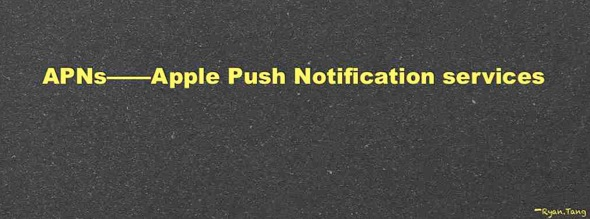 APNs——Apple Push Notification services
—Ryan.Tang